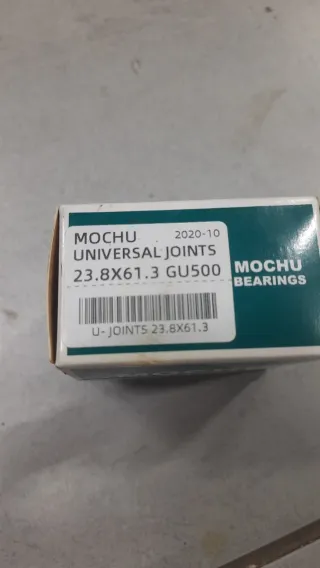 MOCHU 2020-10
UNIVERSAL JOINTS
23.8X61.3 GU500
U- JOINTS 23.8X61.3
MOCHU
BEARINGS